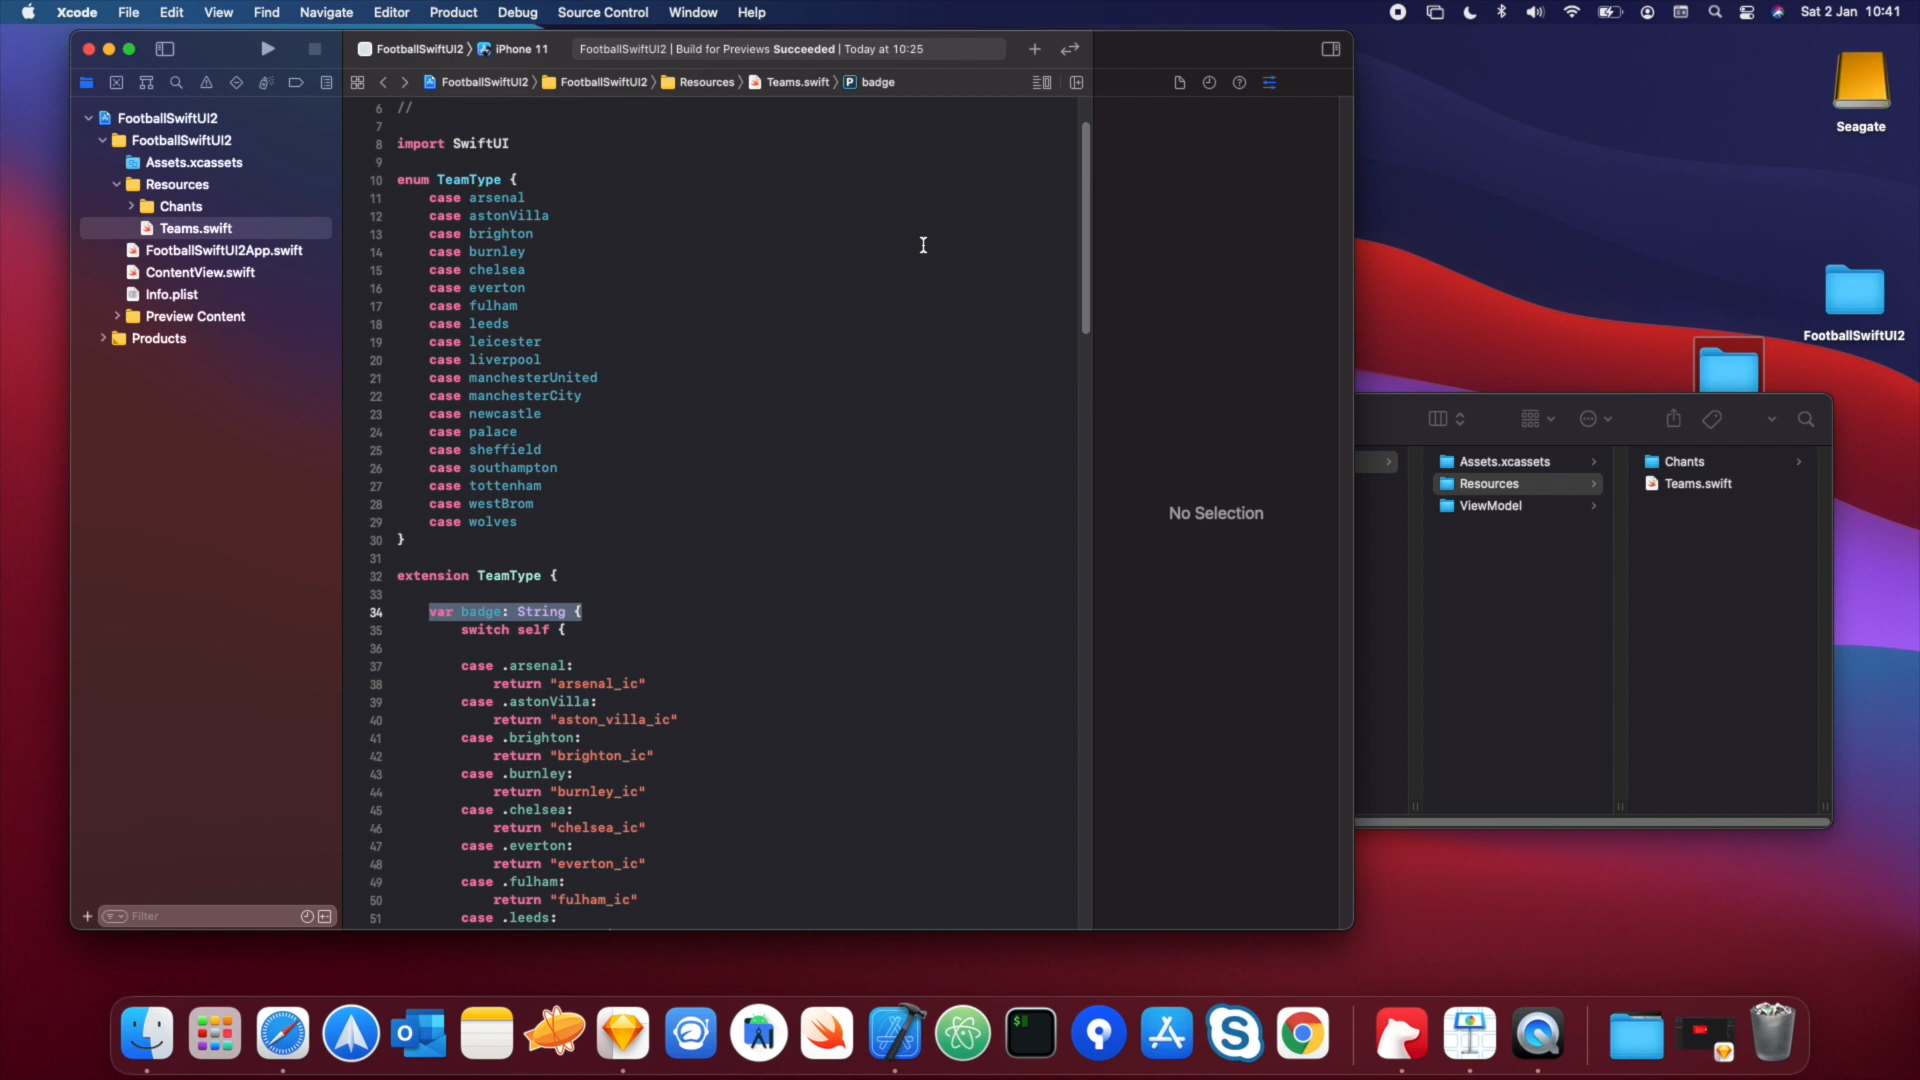 Xcode File Edit View Find Navigate Editor Product Debug Source Control Window Help
Sat 2 Jan 10:41
FootballSwiftUI2 〉 iPhone 11
FootballSwiftUI2 | Build for Previews Succeeded | Today at 10:25
FootballSwiftUI2 〉 FootballSwiftUI2 〉 Resources 〉 Teams.swift 〉 P badge
FootballSwiftUI2
FootballSwiftUI2
Assets.xcassets
Resources
Chants
Teams.swift
FootballSwiftUI2App.swift
ContentView.swift
Info.plist
Preview Content
Products
Filter
6 //
7
8 import SwiftUI
9
10 enum TeamType {
11 case arsenal
12 case astonVilla
13 case brighton
14 case burnley
15 case chelsea
16 case everton
17 case fulham
18 case leeds
19 case leicester
20 case liverpool
21 case manchesterUnited
22 case manchesterCity
23 case newcastle
24 case palace
25 case sheffield
26 case southampton
27 case tottenham
28 case westBrom
29 case wolves
30 }
31
32 extension TeamType {
33
34 var badge: String {
35 switch self {
36
37 case .arsenal:
38 return "arsenal_ic"
39 case .astonVilla:
40 return "aston_villa_ic"
41 case .brighton:
42 return "brighton_ic"
43 case .burnley:
44 return "burnley_ic"
45 case .chelsea:
46 return "chelsea_ic"
47 case .everton:
48 return "everton_ic"
49 case .fulham:
50 return "fulham_ic"
51 case .leeds:
No Selection
Seagate
FootballSwiftUI2
Assets.xcassets
Resources
ViewModel
Chants
Teams.swift